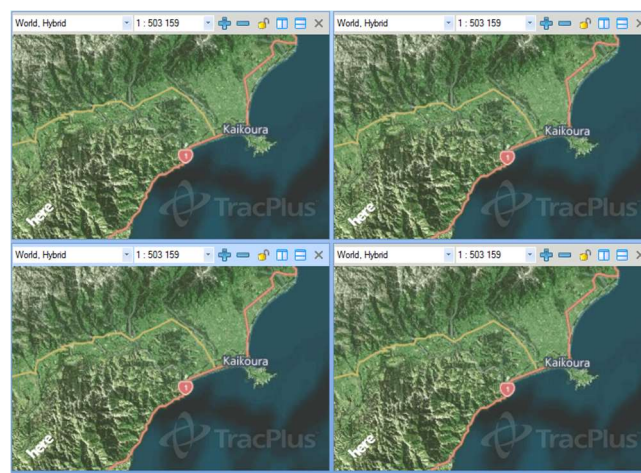 World, Hybrid 1 : 503 159
World, Hybrid 1 : 503 159
Kaikoura
1
here
TracPlus
Kaikoura
1
here
TracPlus
World, Hybrid 1 : 503 159
World, Hybrid 1 : 503 159
Kaikoura
1
here
TracPlus
Kaikoura
1
here
TracPlus